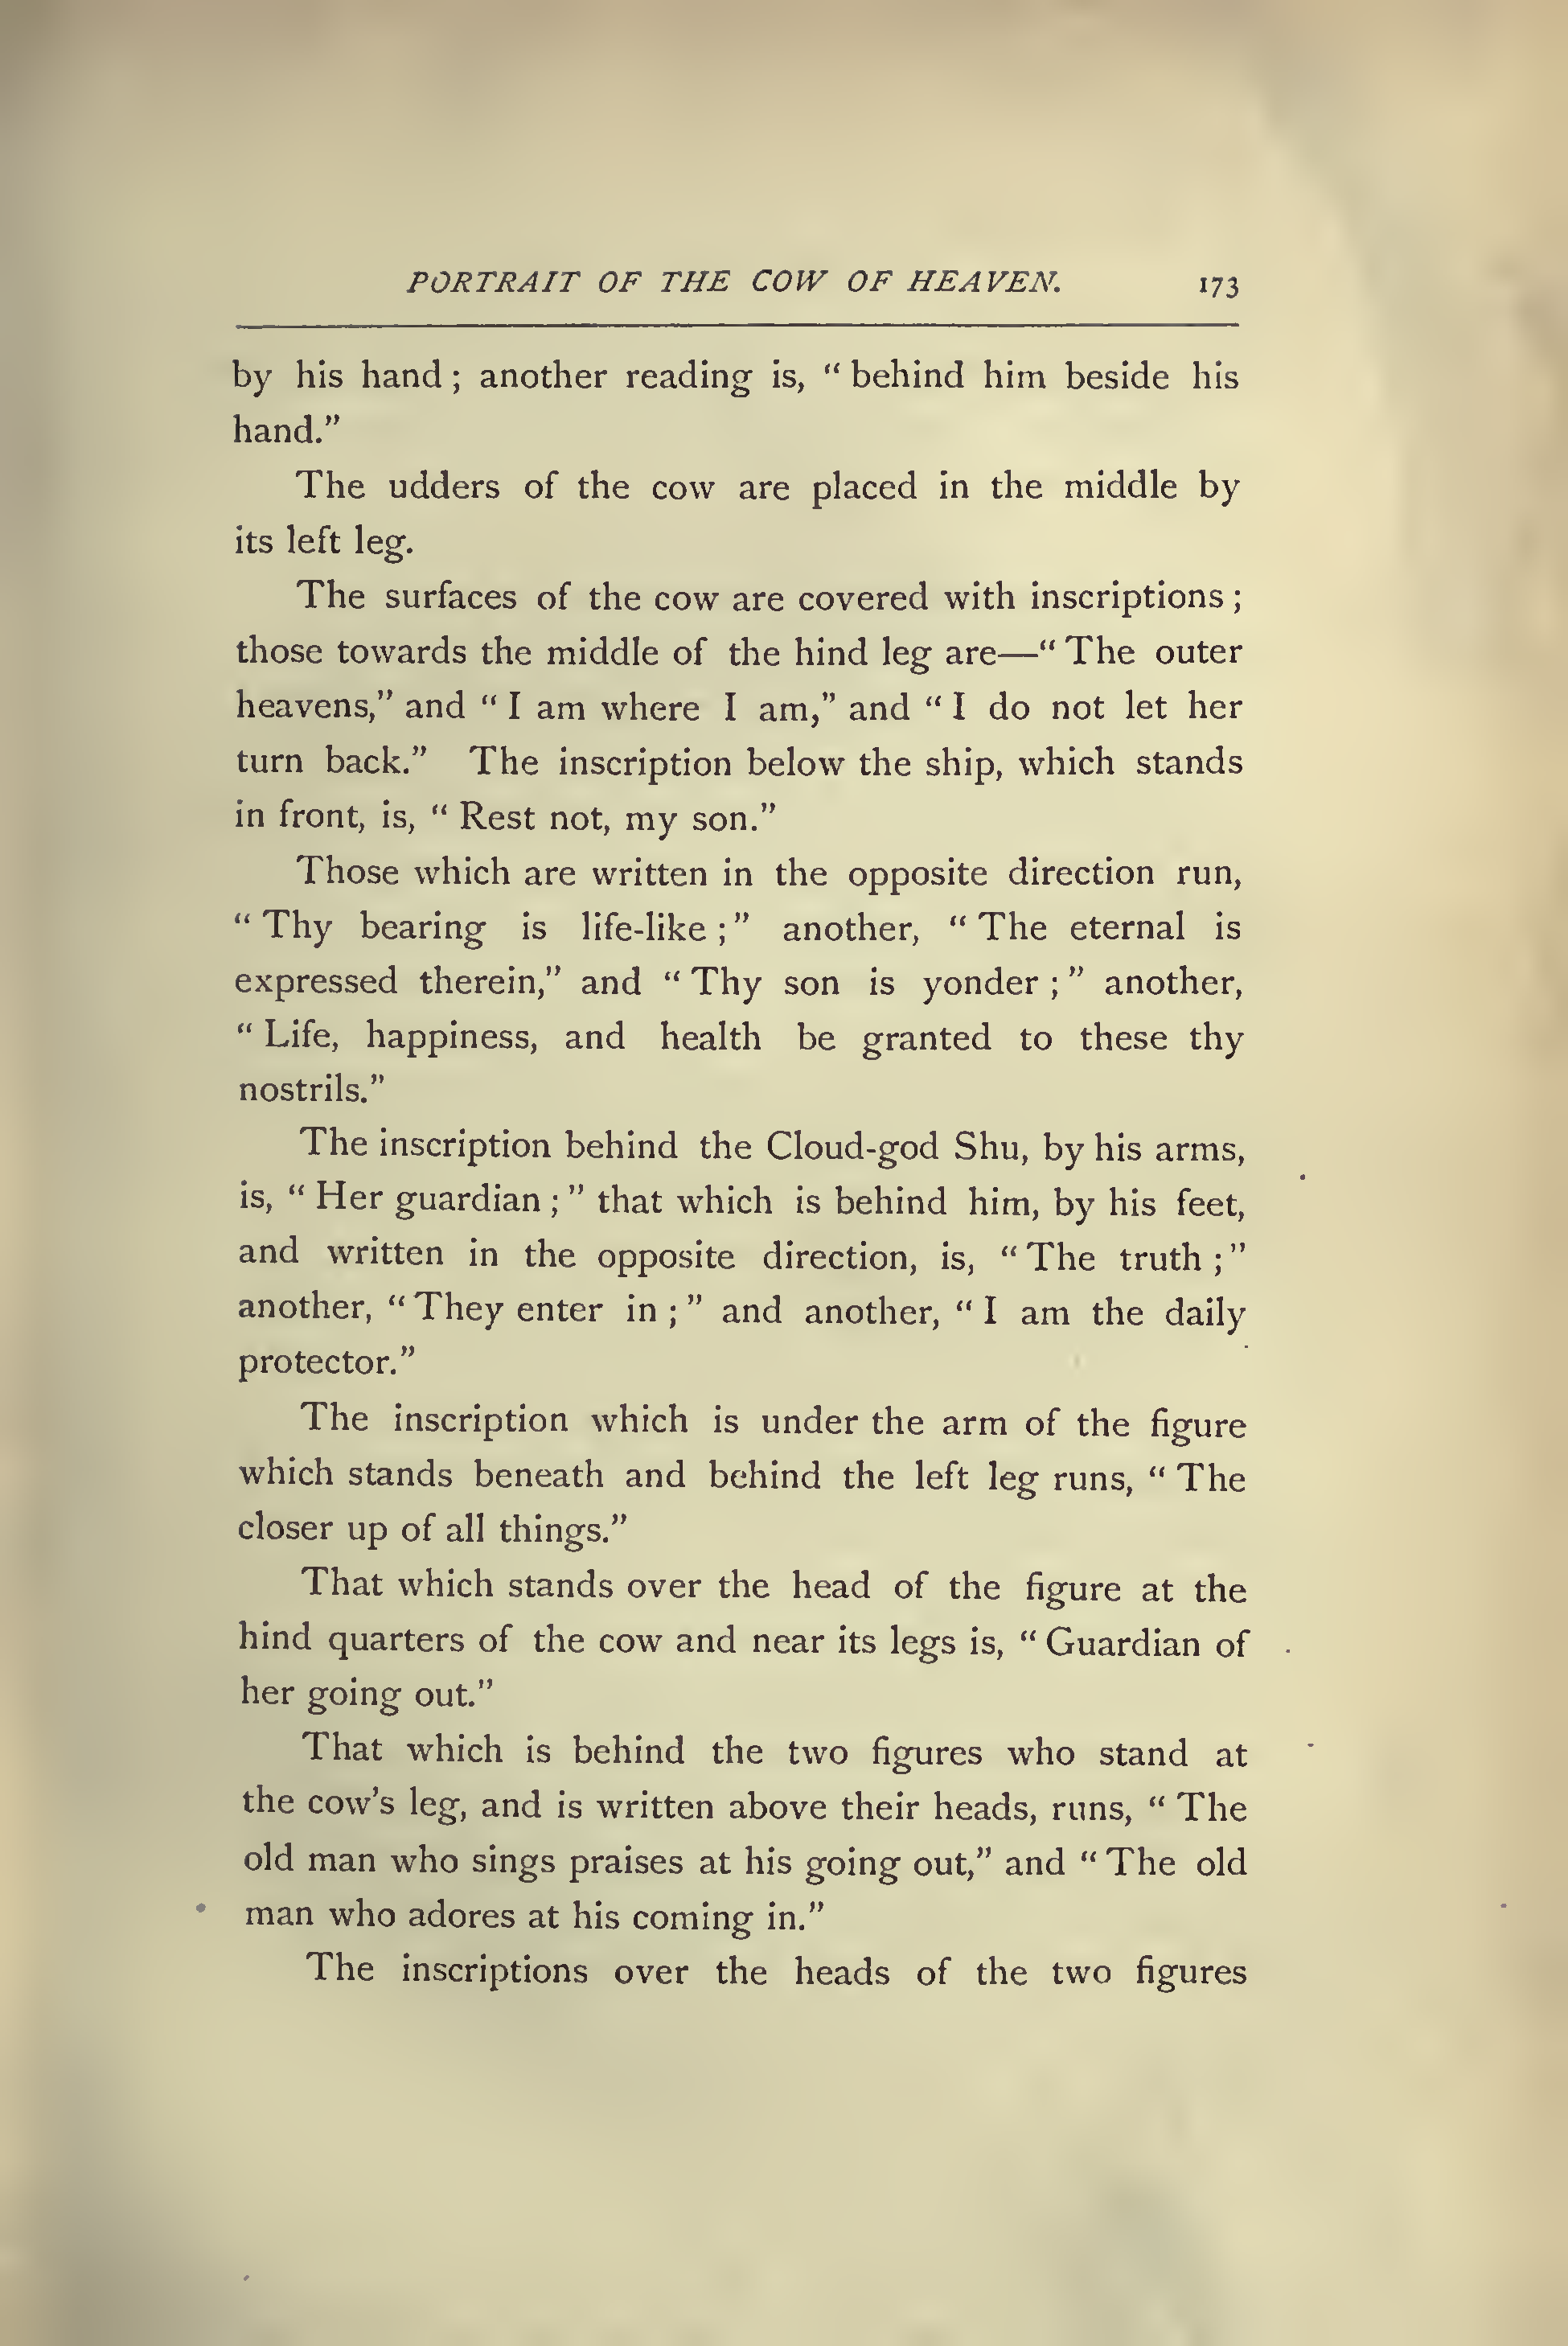 PORTRAIT OF THE COW OF HEAVEN. 173
by his hand ; another reading is, “ behind him beside his
hand.”
The udders of the cow are placed in the middle by
its left leg.
The surfaces of the cow are covered with inscriptions ;
those towards the middle of the hind leg are—“ The outer
heavens,” and “ I am where I am,” and “ I do not let her
turn back.” The inscription below the ship, which stands
in front, is, “ Rest not, my son.”
Those which are written in the opposite direction run,
“ Thy bearing is life-like ; ” another, “ The eternal is
expressed therein,” and “ Thy son is yonder ; ” another,
“ Life, happiness, and health be granted to these thy
nostrils.”
The inscription behind the Cloud-god Shu, by his arms,
is, “ Her guardian ; ” that which is behind him, by his feet,
and written in the opposite direction, is, “ The truth ; ”
another, “ They enter in ; ” and another, “ I am the daily
protector.”
The inscription which is under the arm of the figure
which stands beneath and behind the left leg runs, “ The
closer up of all things.”
That which stands over the head of the figure at the
hind quarters of the cow and near its legs is, “ Guardian of
her going out.”
That which is behind the two figures who stand at
the cow’s leg, and is written above their heads, runs, “ The
old man who sings praises at his going out,” and “ The old
man who adores at his coming in.”
The inscriptions over the heads of the two figures